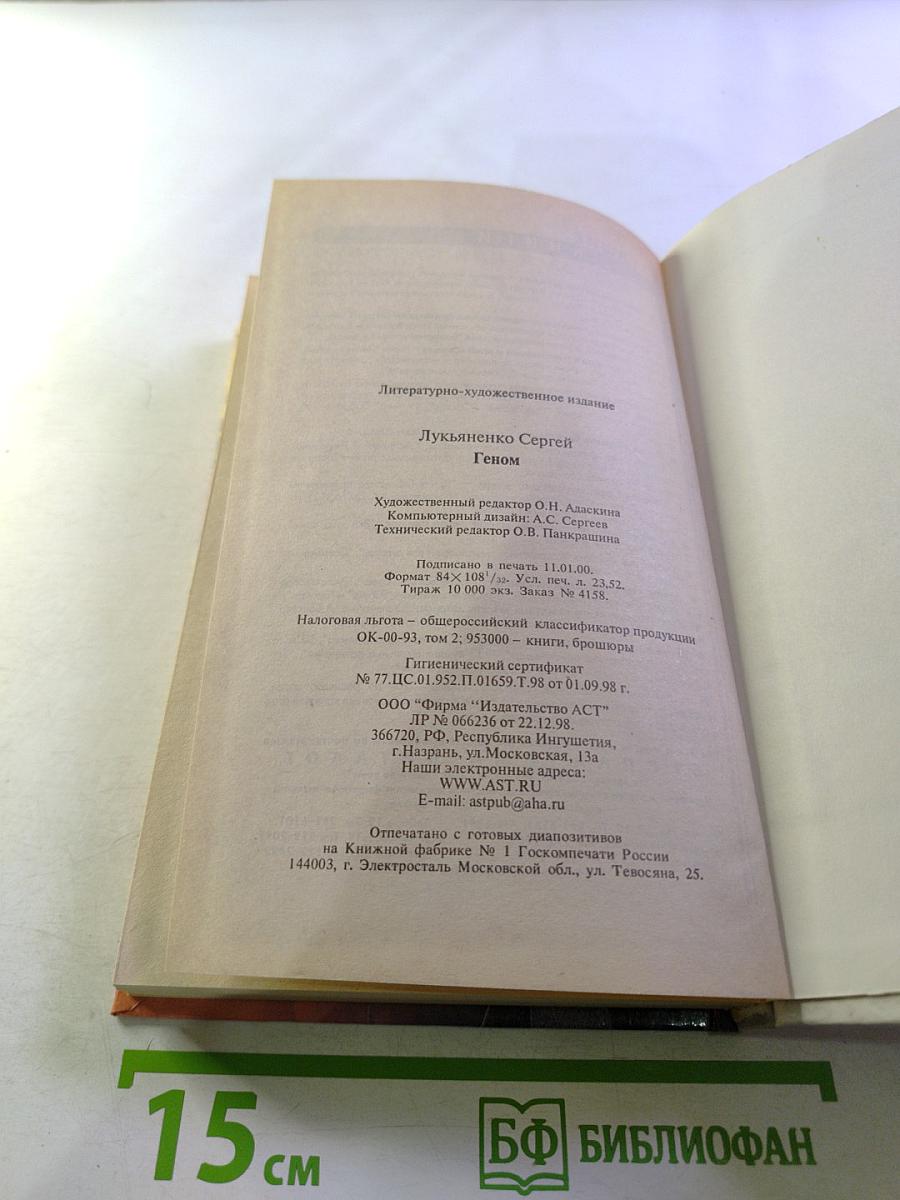 Литературно-художественное издание
Лукьяненко Сергей
Геном
Художественный редактор О.Н. Адаскина
Компьютерный дизайн: А.С. Сергеев
Технический редактор О.В. Панкрашина
Подписано в печать 11.01.00.
Формат 84×108¹/₃₂. Усл. печ. л. 23,52.
Тираж 10 000 экз. Заказ № 4158.
Налоговая льгота – общероссийский классификатор продукции
ОК-00-93, том 2; 953000 – книги, брошюры
Гигиенический сертификат
№ 77.ЦС.01.952.П.01659.Т.98 от 01.09.98 г.
ООО “Фирма “Издательство АСТ”
ЛР № 066236 от 22.12.98.
366720, РФ, Республика Ингушетия,
г.Назрань, ул.Московская, 13а
Наши электронные адреса:
WWW.AST.RU
E-mail: astpub@aha.ru
Отпечатано с готовых диапозитивов
на Книжной фабрике № 1 Госкомпечати России
144003, г. Электросталь Московской обл., ул. Тевосяна, 25.
15 см
БФ БИБЛИОФАН